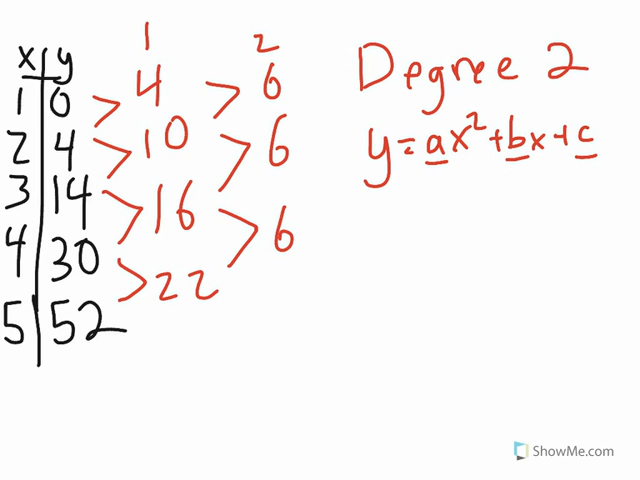 1 2
x y 4 6
1 0 > >
2 4 > 10 > 6
3 14 > 16 > 6
4 30 > 22
5 52
Degree 2
y = ax² + bx + c
ShowMe.com